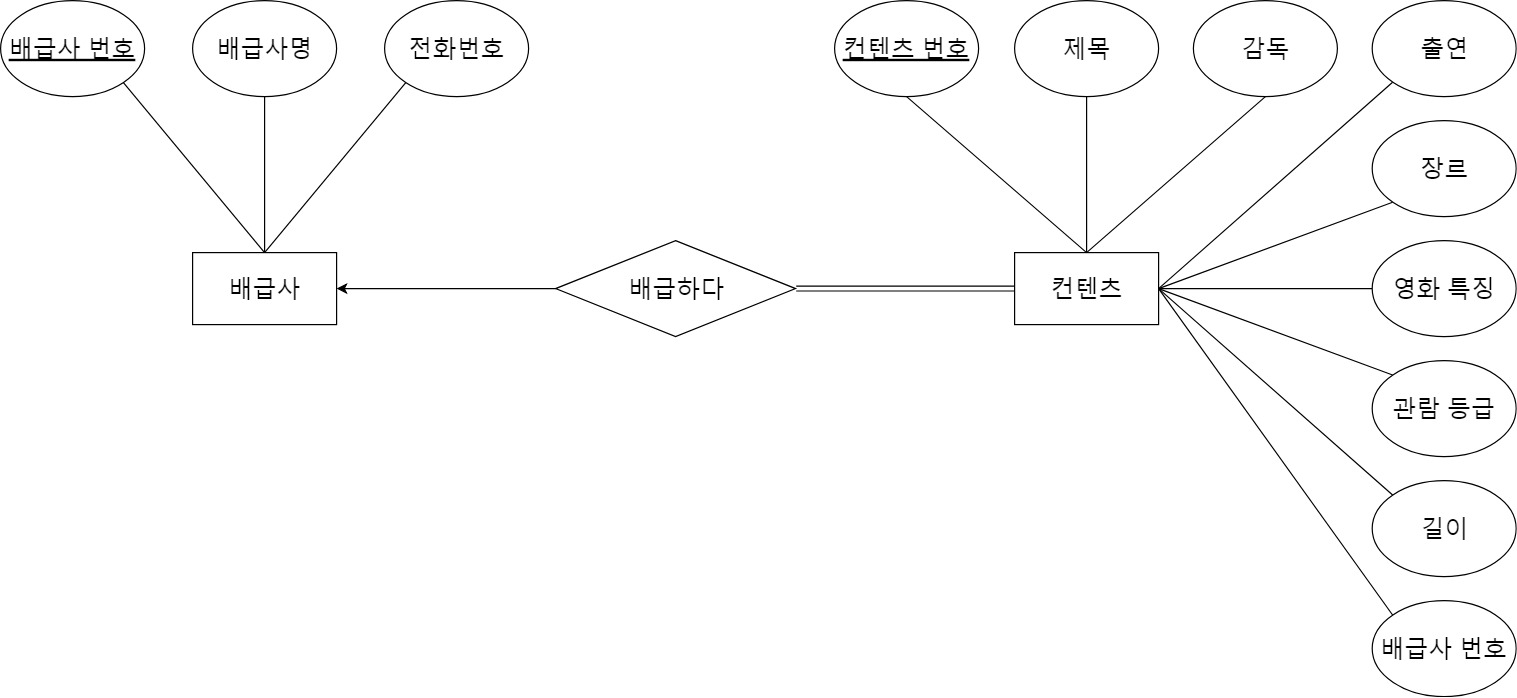 배급사 번호
배급사명
전화번호
컨텐츠 번호
제목
감독
출연
장르
배급사
배급하다
컨텐츠
영화 특징
관람 등급
길이
배급사 번호